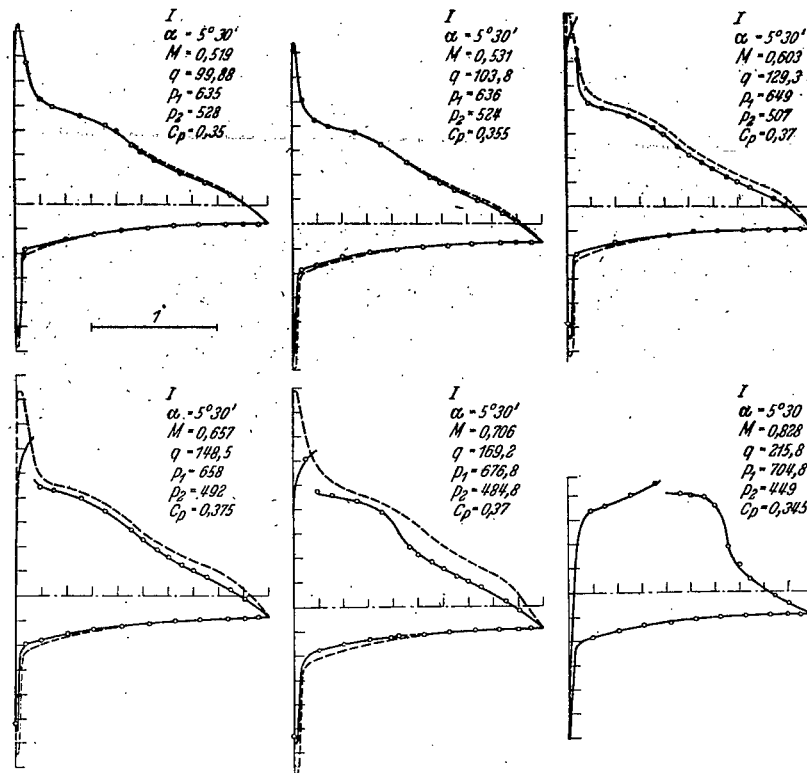 I
α = 5°30'
M = 0,519
q = 99,88
p₁ = 635
p₂ = 528
Cp = 0,35
I
α = 5°30'
M = 0,531
q = 103,8
p₁ = 636
p₂ = 524
Cp = 0,355
I
α = 5°30'
M = 0,603
q = 129,3
p₁ = 649
p₂ = 507
Cp = 0,37
1"
I
α = 5°30'
M = 0,657
q = 148,5
p₁ = 658
p₂ = 492
Cp = 0,375
I
α = 5°30'
M = 0,706
q = 169,2
p₁ = 676,8
p₂ = 484,8
Cp = 0,37
I
α = 5°30
M = 0,828
q = 215,8
p₁ = 704,8
p₂ = 449
Cp = 0,345